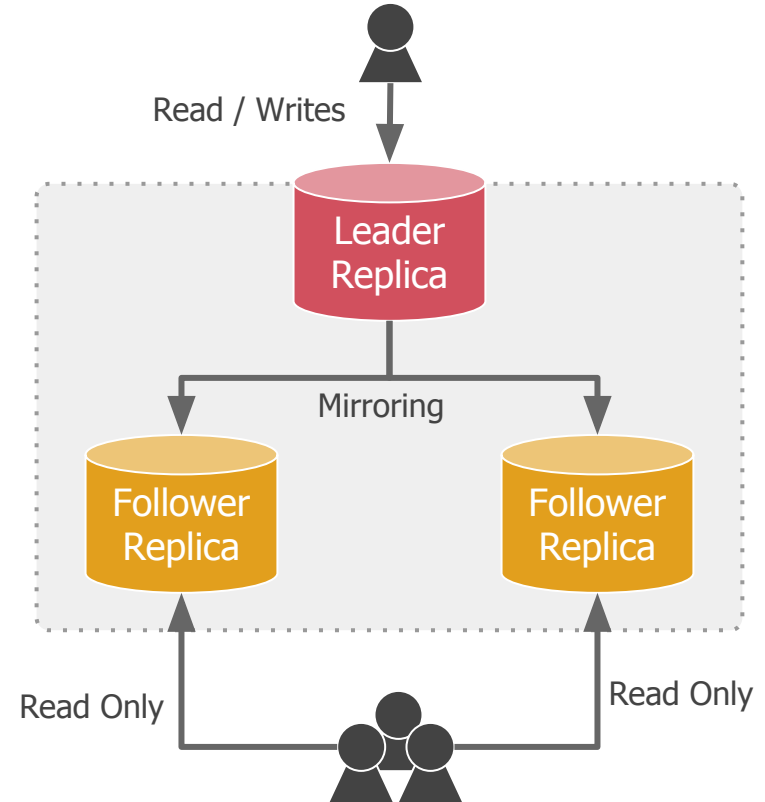 Read / Writes
Leader
Replica
Mirroring
Follower
Replica
Follower
Replica
Read Only
Read Only